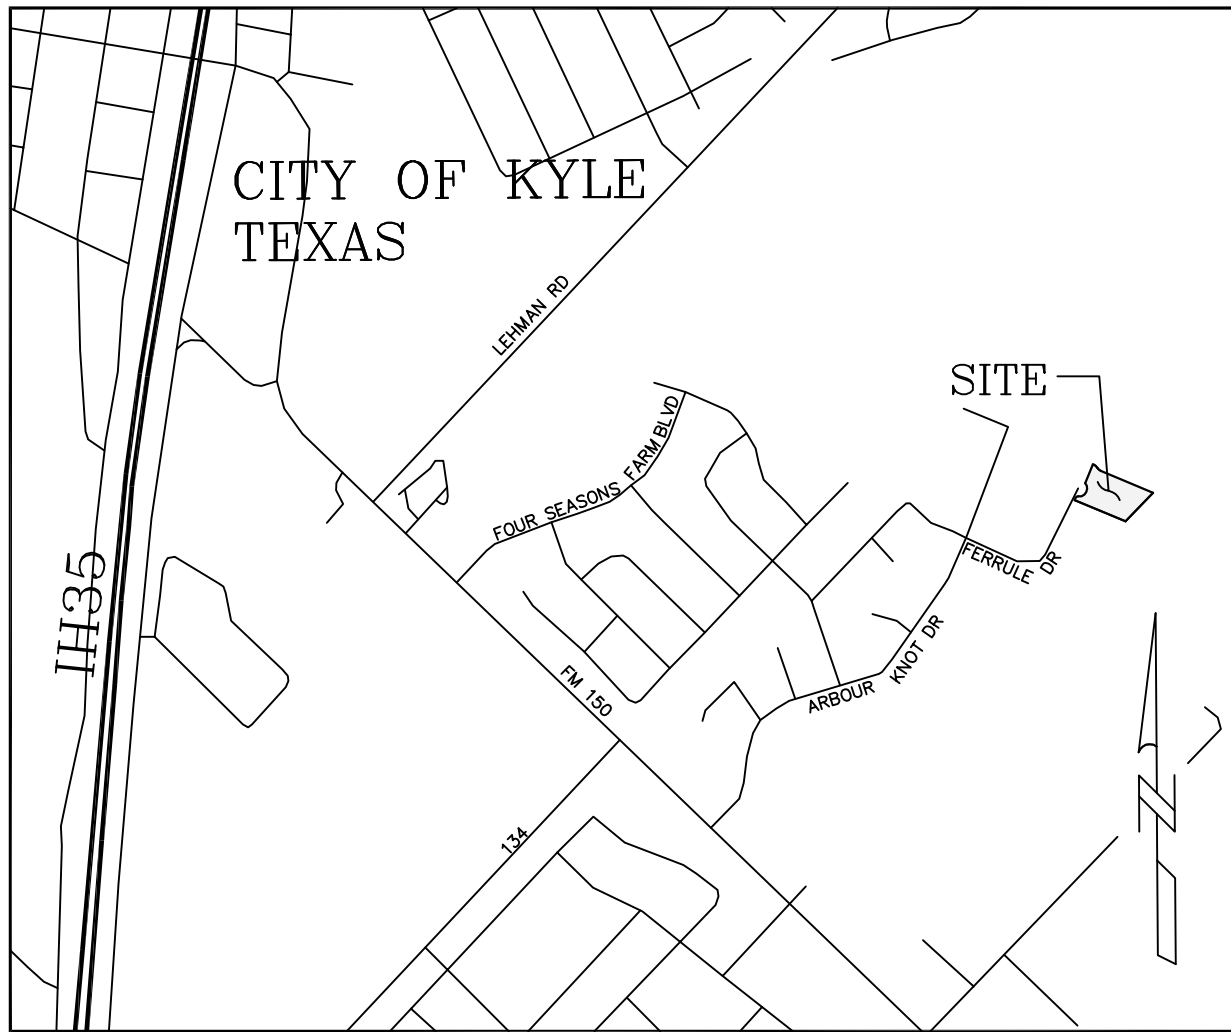 CITY OF KYLE
TEXAS
LEHMAN RD
SITE
FOUR SEASONS FARM BLVD
FERRULE DR
IH35
FM 150
ARBOUR KNOT DR
N
134